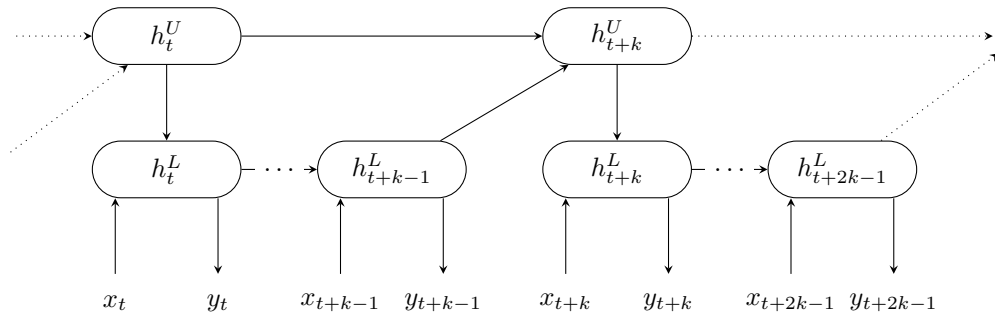 h_t^U h_{t+k}^U
h_t^L ··· h_{t+k-1}^L h_{t+k}^L ··· h_{t+2k-1}^L
x_t y_t x_{t+k-1} y_{t+k-1} x_{t+k} y_{t+k} x_{t+2k-1} y_{t+2k-1}